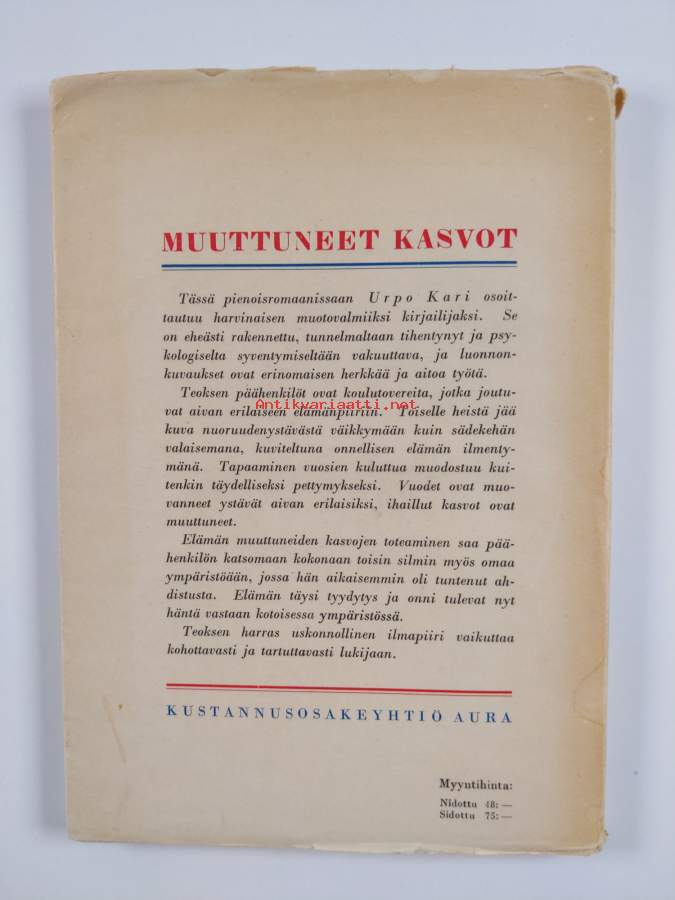 MUUTTUNEET KASVOT
Tässä pienoisromaanissaan Urpo Kari osoit-
tautuu harvinaisen muotovalmiiksi kirjailijaksi. Se
on eheästi rakennettu, tunnelmaltaan tihentynyt ja psy-
kologiselta syventymiseltään vakuuttava, ja luonnon-
kuvaukset ovat erinomaisen herkkää ja aitoa työtä.
Teoksen päähenkilöt ovat koulutovereita, jotka joutu-
vat aivan erilaiseen elämänpiiriin. Toiselle heistä jää
Antikvariaatti.net
kuva nuoruudenystävästä väikkymään kuin sädekehän
valaisemana, kuviteltuna onnellisen elämän ilmenty-
mänä. Tapaaminen vuosien kuluttua muodostuu kui-
tenkin täydelliseksi pettymykseksi. Vuodet ovat muo-
vanneet ystävät aivan erilaisiksi, ihaillut kasvot ovat
muuttuneet.
Elämän muuttuneiden kasvojen toteaminen saa pää-
henkilön katsomaan kokonaan toisin silmin myös omaa
ympäristöään, jossa hän aikaisemmin oli tuntenut ah-
distusta. Elämän täysi tyydytys ja onni tulevat nyt
häntä vastaan kotoisessa ympäristössä.
Teoksen harras uskonnollinen ilmapiiri vaikuttaa
kohottavasti ja tartuttavasti lukijaan.
KUSTANNUSOSAKEYHTIÖ AURA
Myyntihinta:
Nidottu 48: —
Sidottu 75: —